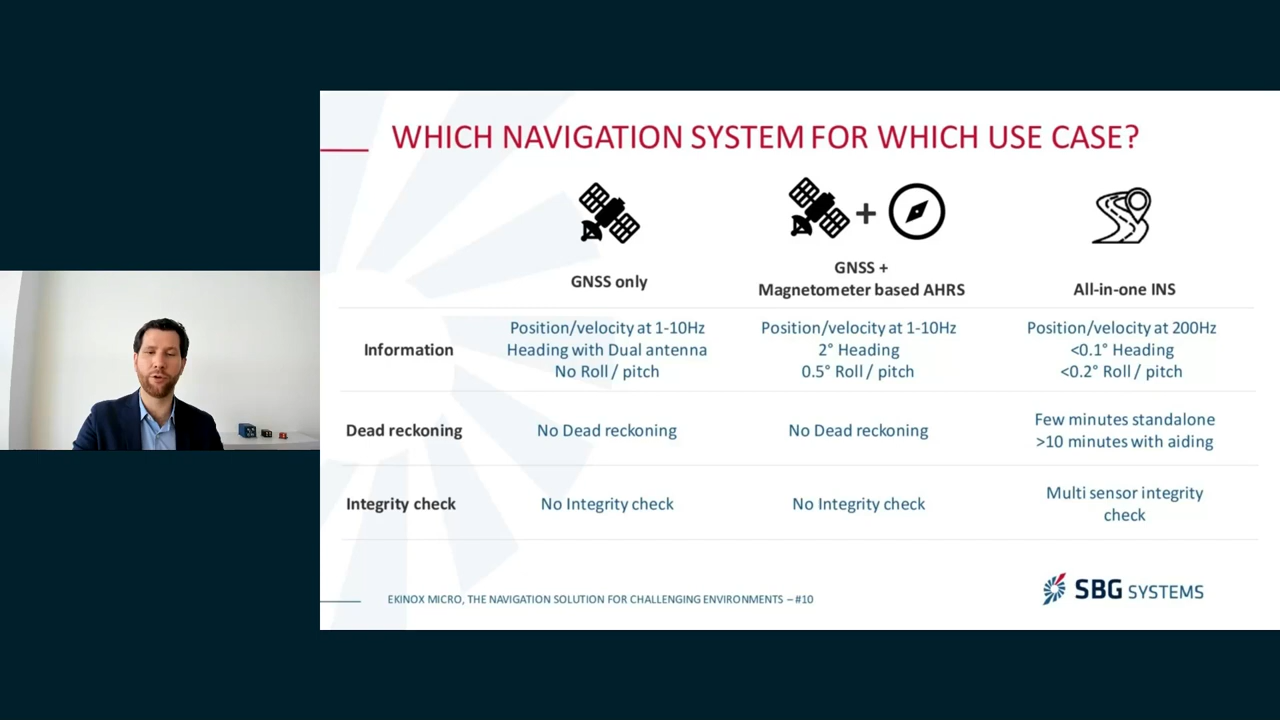 WHICH NAVIGATION SYSTEM FOR WHICH USE CASE?
GNSS only
GNSS +
Magnetometer based AHRS
All-in-one INS
Information
Position/velocity at 1-10Hz
Heading with Dual antenna
No Roll / pitch
Position/velocity at 1-10Hz
2° Heading
0.5° Roll / pitch
Position/velocity at 200Hz
<0.1° Heading
<0.2° Roll / pitch
Dead reckoning
No Dead reckoning
No Dead reckoning
Few minutes standalone
>10 minutes with aiding
Integrity check
No Integrity check
No Integrity check
Multi sensor integrity
check
EKINOX MICRO, THE NAVIGATION SOLUTION FOR CHALLENGING ENVIRONMENTS – #10
SBG SYSTEMS